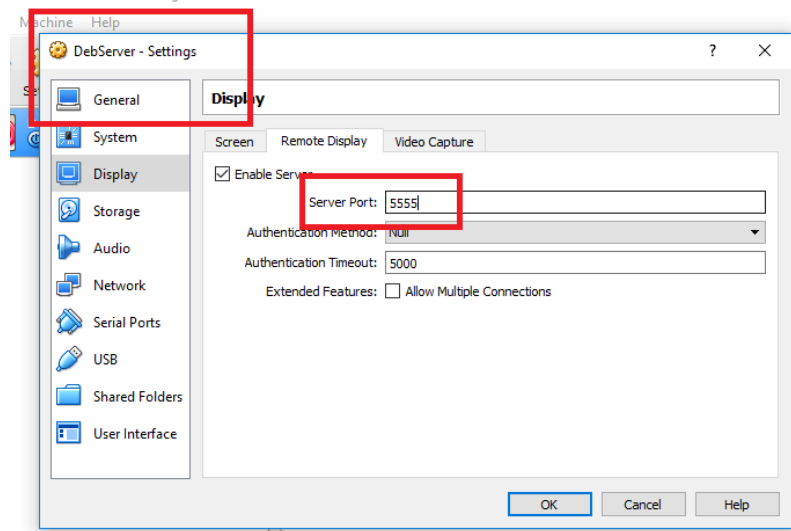 Machine Help
DebServer - Settings ?
General
Display
System
Screen Remote Display Video Capture
Display
Enable Server
Server Port: 5555
Storage
Authentication Method: Null
Audio
Authentication Timeout: 5000
Network
Extended Features: Allow Multiple Connections
Serial Ports
USB
Shared Folders
User Interface
OK Cancel Help